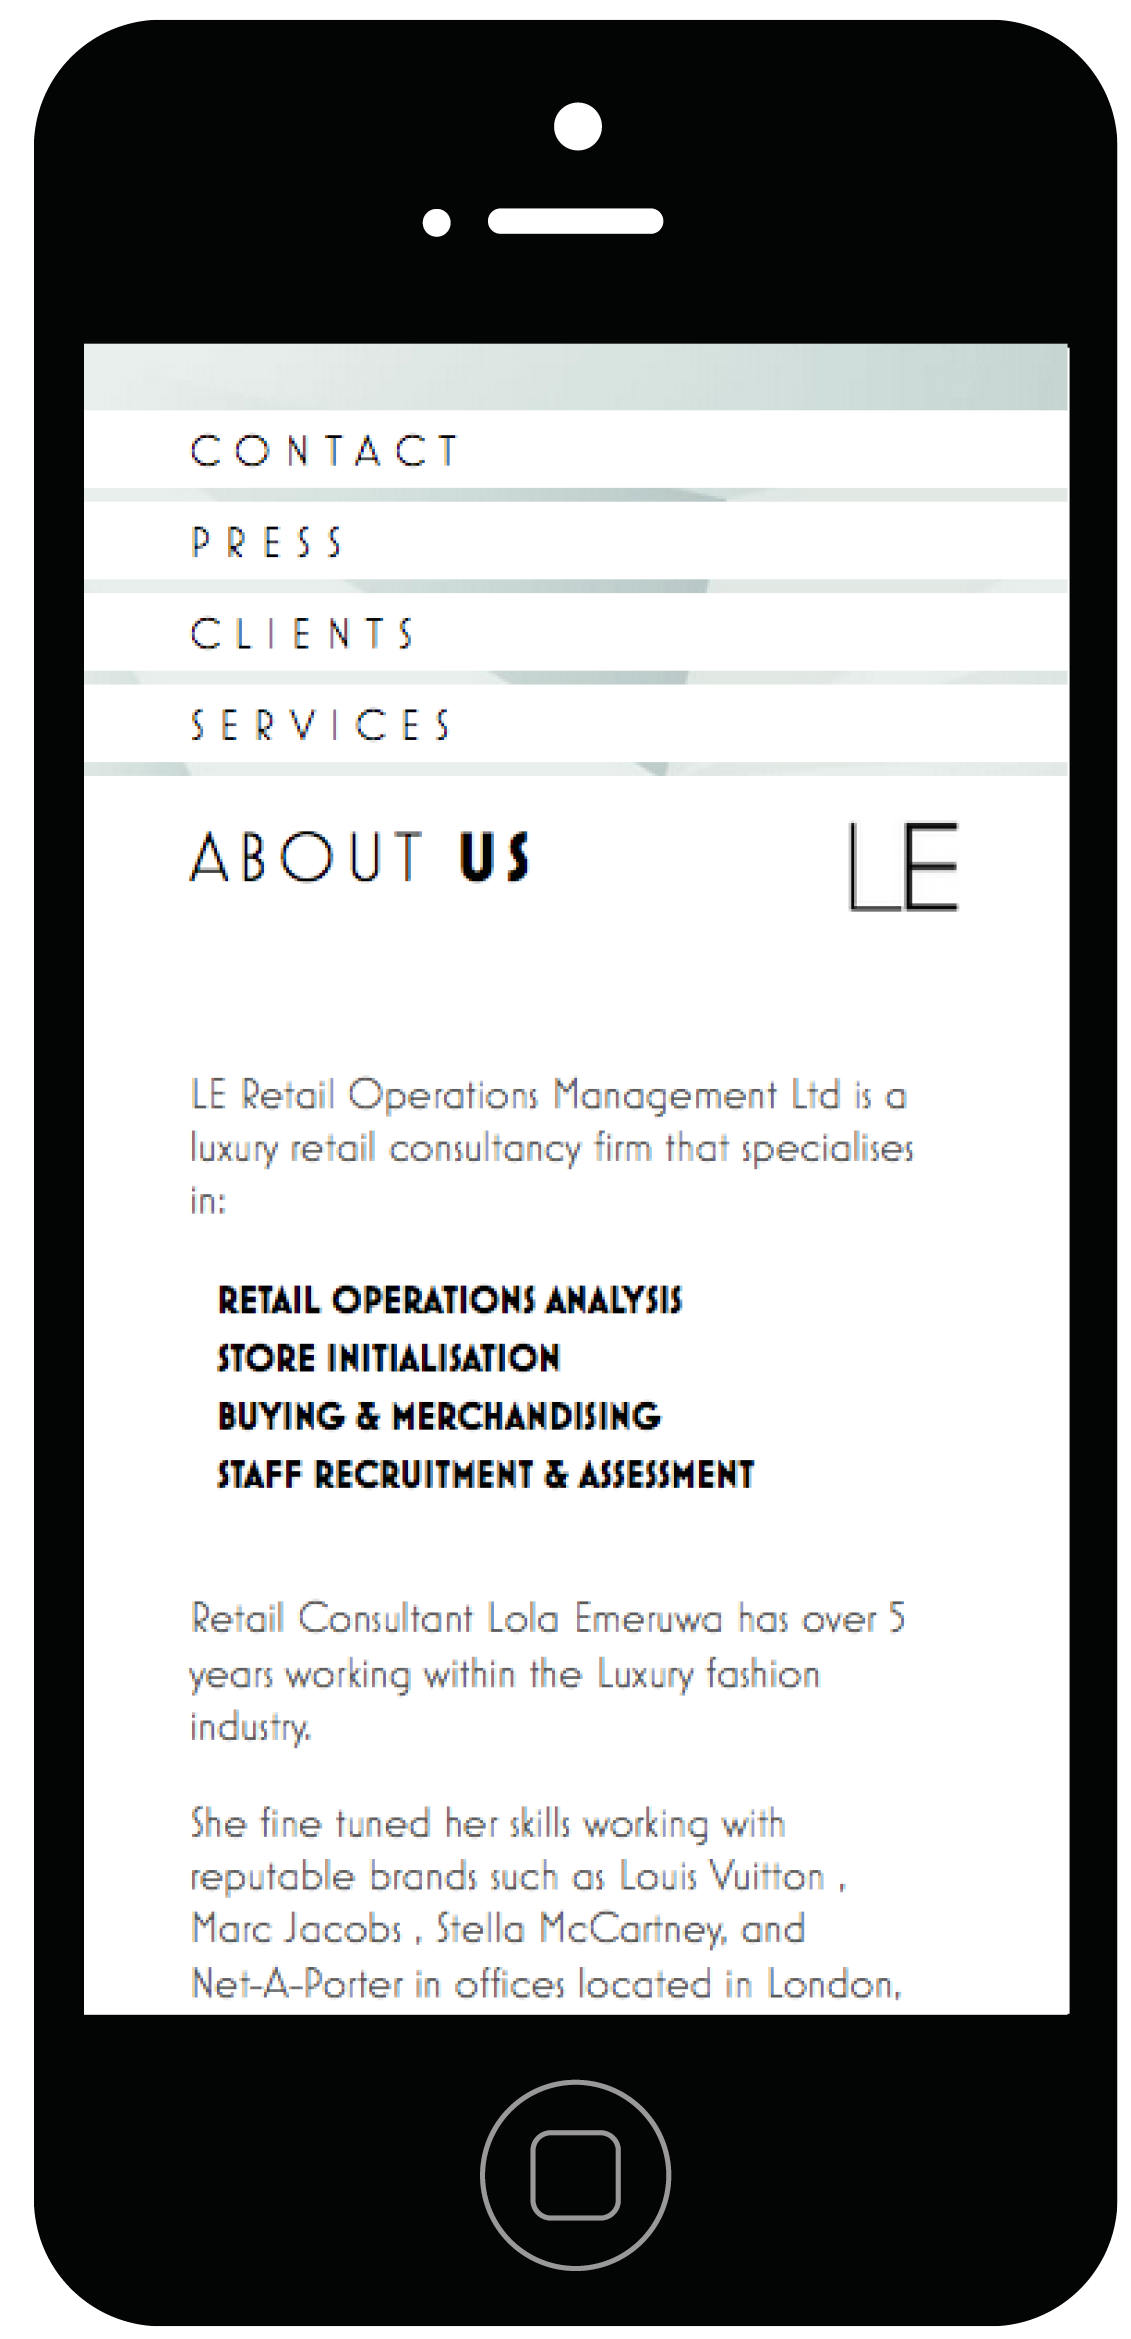 CONTACT
PRESS
CLIENTS
SERVICES
ABOUT US
LE
LE Retail Operations Management Ltd is a
luxury retail consultancy firm that specialises
in:
RETAIL OPERATIONS ANALYSIS
STORE INITIALISATION
BUYING & MERCHANDISING
STAFF RECRUITMENT & ASSESSMENT
Retail Consultant Lola Emeruwa has over 5
years working within the Luxury fashion
industry.
She fine tuned her skills working with
reputable brands such as Louis Vuitton ,
Marc Jacobs , Stella McCartney, and
Net-A-Porter in offices located in London,